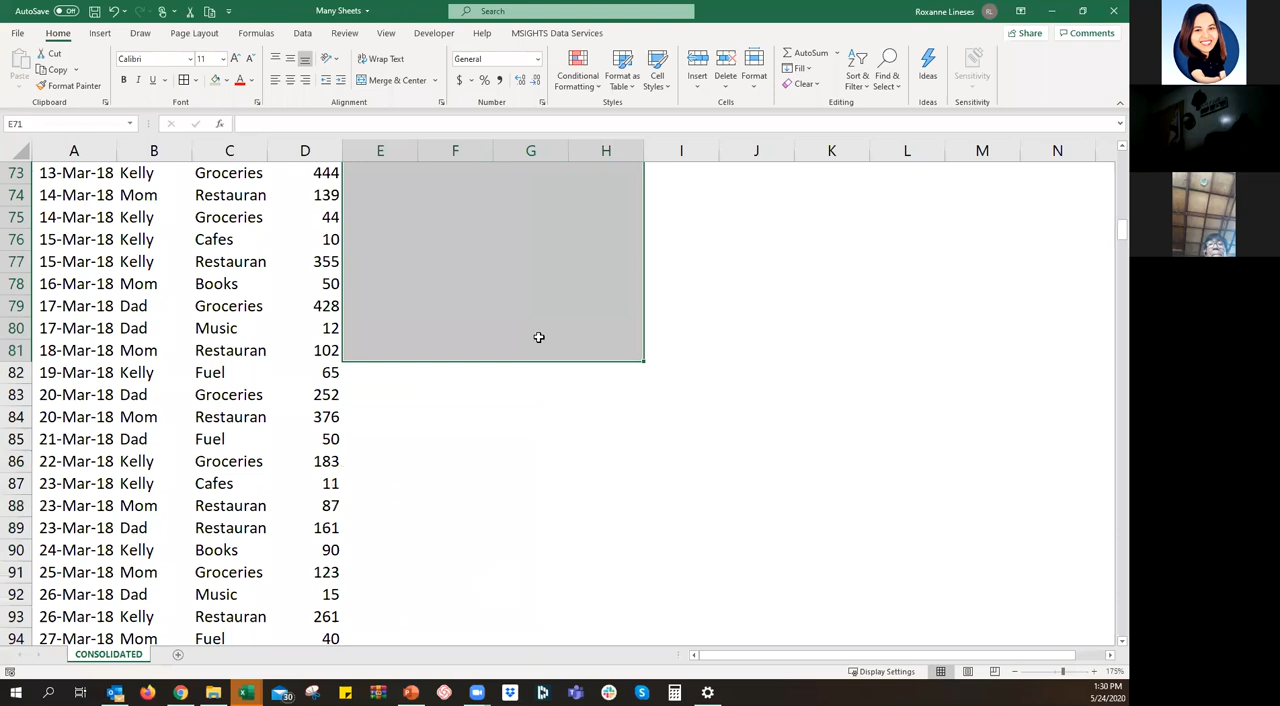 AutoSave Off Many Sheets Search Roxanne Lineses RL
File Home Insert Draw Page Layout Formulas Data Review View Developer Help MSIGHTS Data Services Share Comments
Paste Cut Copy Format Painter Clipboard
Calibri 11 B I U A Font
Wrap Text Merge & Center Alignment
General $ % Number
Conditional Formatting Format as Table Cell Styles Styles
Insert Delete Format Cells
AutoSum Fill Clear Sort & Filter Find & Select Editing
Ideas Ideas
Sensitivity Sensitivity
E71 fx
A B C D E F G H I J K L M N
73 13-Mar-18 Kelly Groceries 444
74 14-Mar-18 Mom Restauran 139
75 14-Mar-18 Kelly Groceries 44
76 15-Mar-18 Kelly Cafes 10
77 15-Mar-18 Kelly Restauran 355
78 16-Mar-18 Mom Books 50
79 17-Mar-18 Dad Groceries 428
80 17-Mar-18 Dad Music 12
81 18-Mar-18 Mom Restauran 102
82 19-Mar-18 Kelly Fuel 65
83 20-Mar-18 Dad Groceries 252
84 20-Mar-18 Mom Restauran 376
85 21-Mar-18 Dad Fuel 50
86 22-Mar-18 Kelly Groceries 183
87 23-Mar-18 Kelly Cafes 11
88 23-Mar-18 Mom Restauran 87
89 23-Mar-18 Dad Restauran 161
90 24-Mar-18 Kelly Books 90
91 25-Mar-18 Mom Groceries 123
92 26-Mar-18 Dad Music 15
93 26-Mar-18 Kelly Restauran 261
94 27-Mar-18 Mom Fuel 40
CONSOLIDATED
Display Settings 175%
30
1:30 PM
5/24/2020